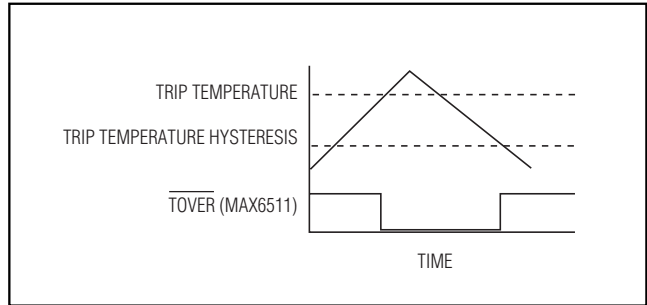 TRIP TEMPERATURE
TRIP TEMPERATURE HYSTERESIS
TOVER (MAX6511)
TIME